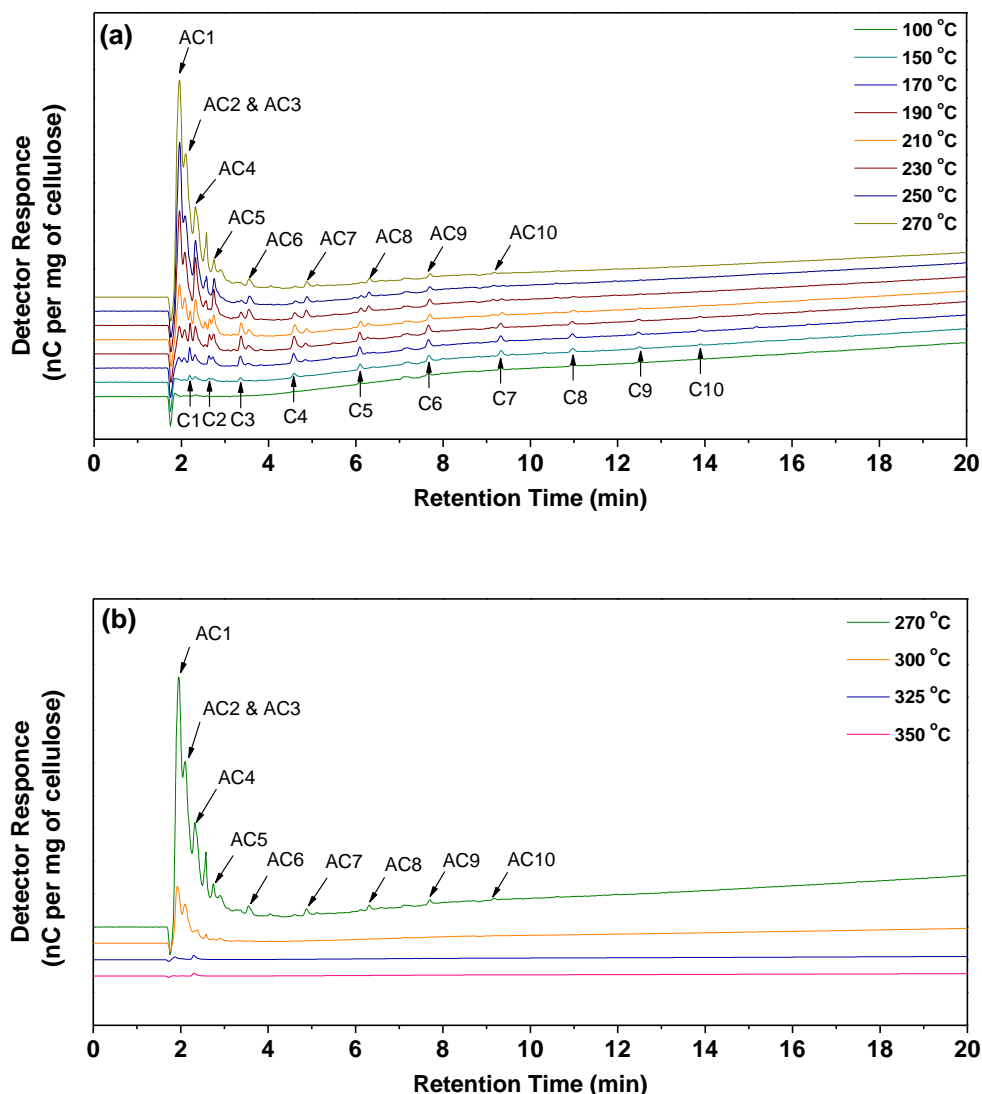 (a)
AC1
AC2 & AC3
AC4
AC5
AC6
AC7
AC8
AC9
AC10
100 °C
150 °C
170 °C
190 °C
210 °C
230 °C
250 °C
270 °C
C1
C2
C3
C4
C5
C6
C7
C8
C9
C10
Detector Responce
(nC per mg of cellulose)
0 2 4 6 8 10 12 14 16 18 20
Retention Time (min)
(b)
AC1
AC2 & AC3
AC4
AC5
AC6
AC7
AC8
AC9
AC10
270 °C
300 °C
325 °C
350 °C
Detector Responce
(nC per mg of cellulose)
0 2 4 6 8 10 12 14 16 18 20
Retention Time (min)